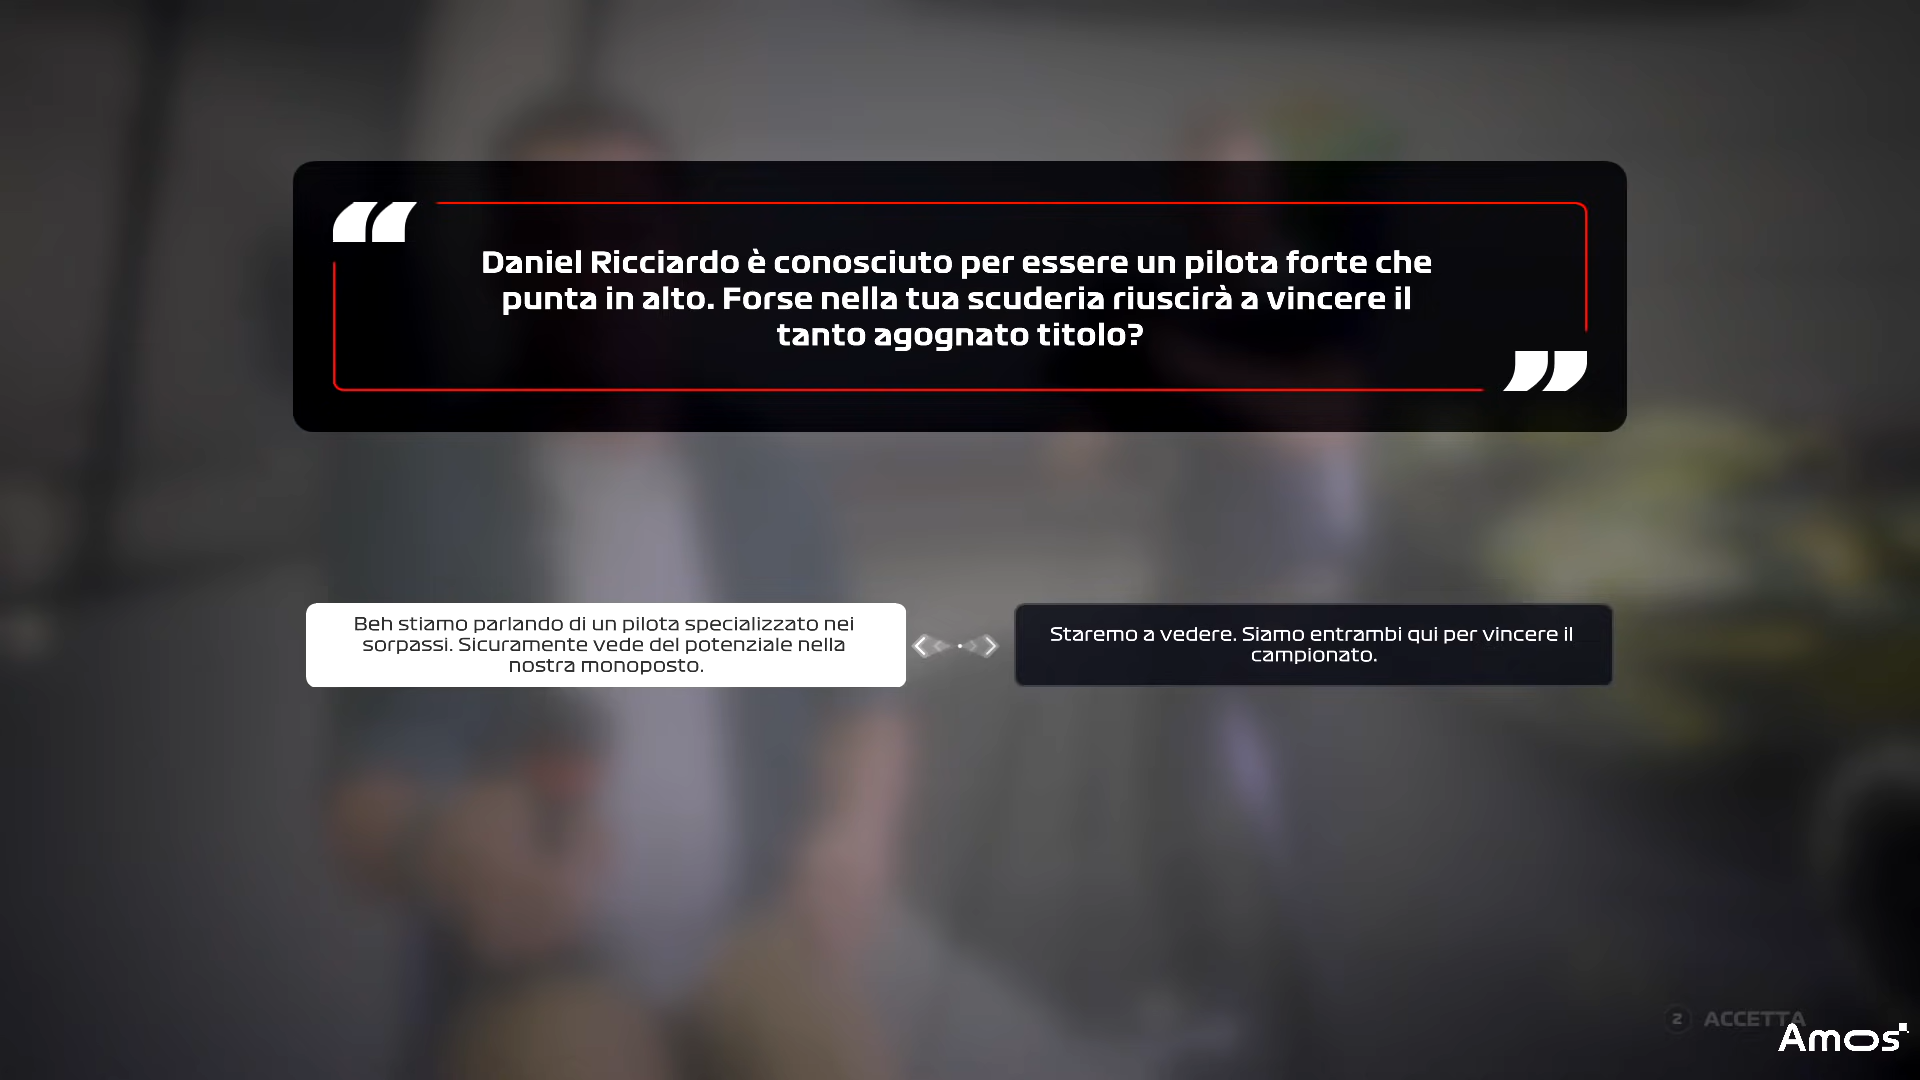 Daniel Ricciardo è conosciuto per essere un pilota forte che
punta in alto. Forse nella tua scuderia riuscirà a vincere il
tanto agognato titolo?
Beh stiamo parlando di un pilota specializzato nei
sorpassi. Sicuramente vede del potenziale nella
nostra monoposto.
Staremo a vedere. Siamo entrambi qui per vincere il
campionato.
2 ACCETTA
Amos